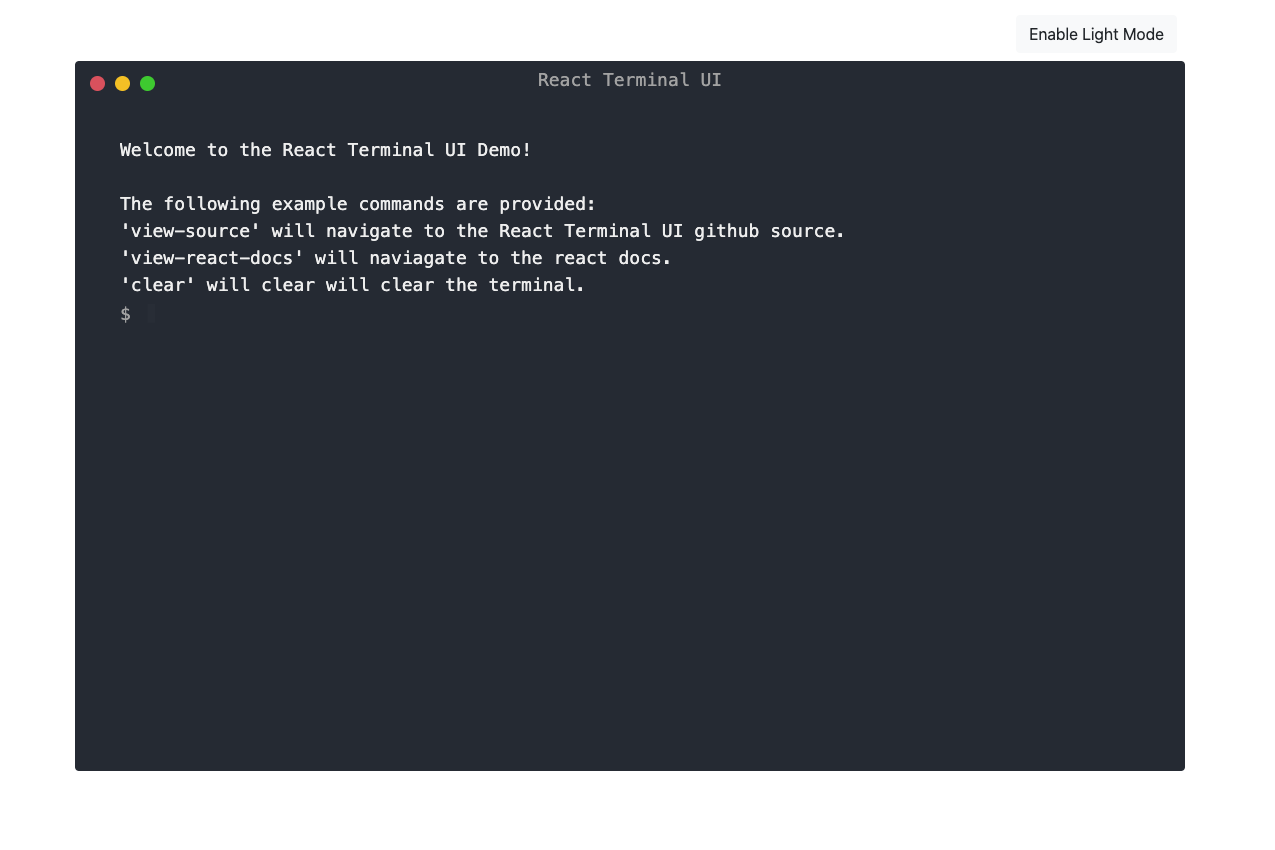 Enable Light Mode
React Terminal UI
Welcome to the React Terminal UI Demo!
The following example commands are provided:
'view-source' will navigate to the React Terminal UI github source.
'view-react-docs' will naviagate to the react docs.
'clear' will clear will clear the terminal.
$